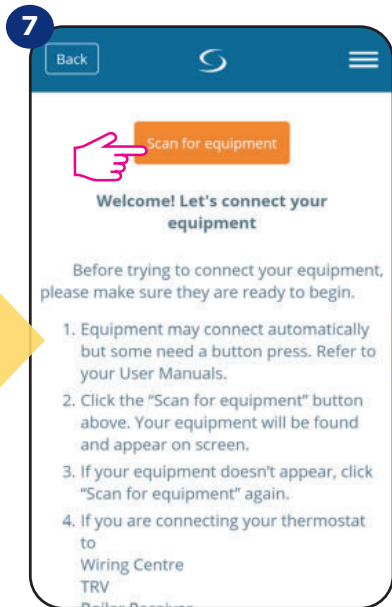 7
Back
Scan for equipment
Welcome! Let's connect your
equipment
Before trying to connect your equipment,
please make sure they are ready to begin.
1. Equipment may connect automatically
but some need a button press. Refer to
your User Manuals.
2. Click the “Scan for equipment” button
above. Your equipment will be found
and appear on screen.
3. If your equipment doesn't appear, click
“Scan for equipment” again.
4. If you are connecting your thermostat
to
Wiring Centre
TRV
Boiler Receiver